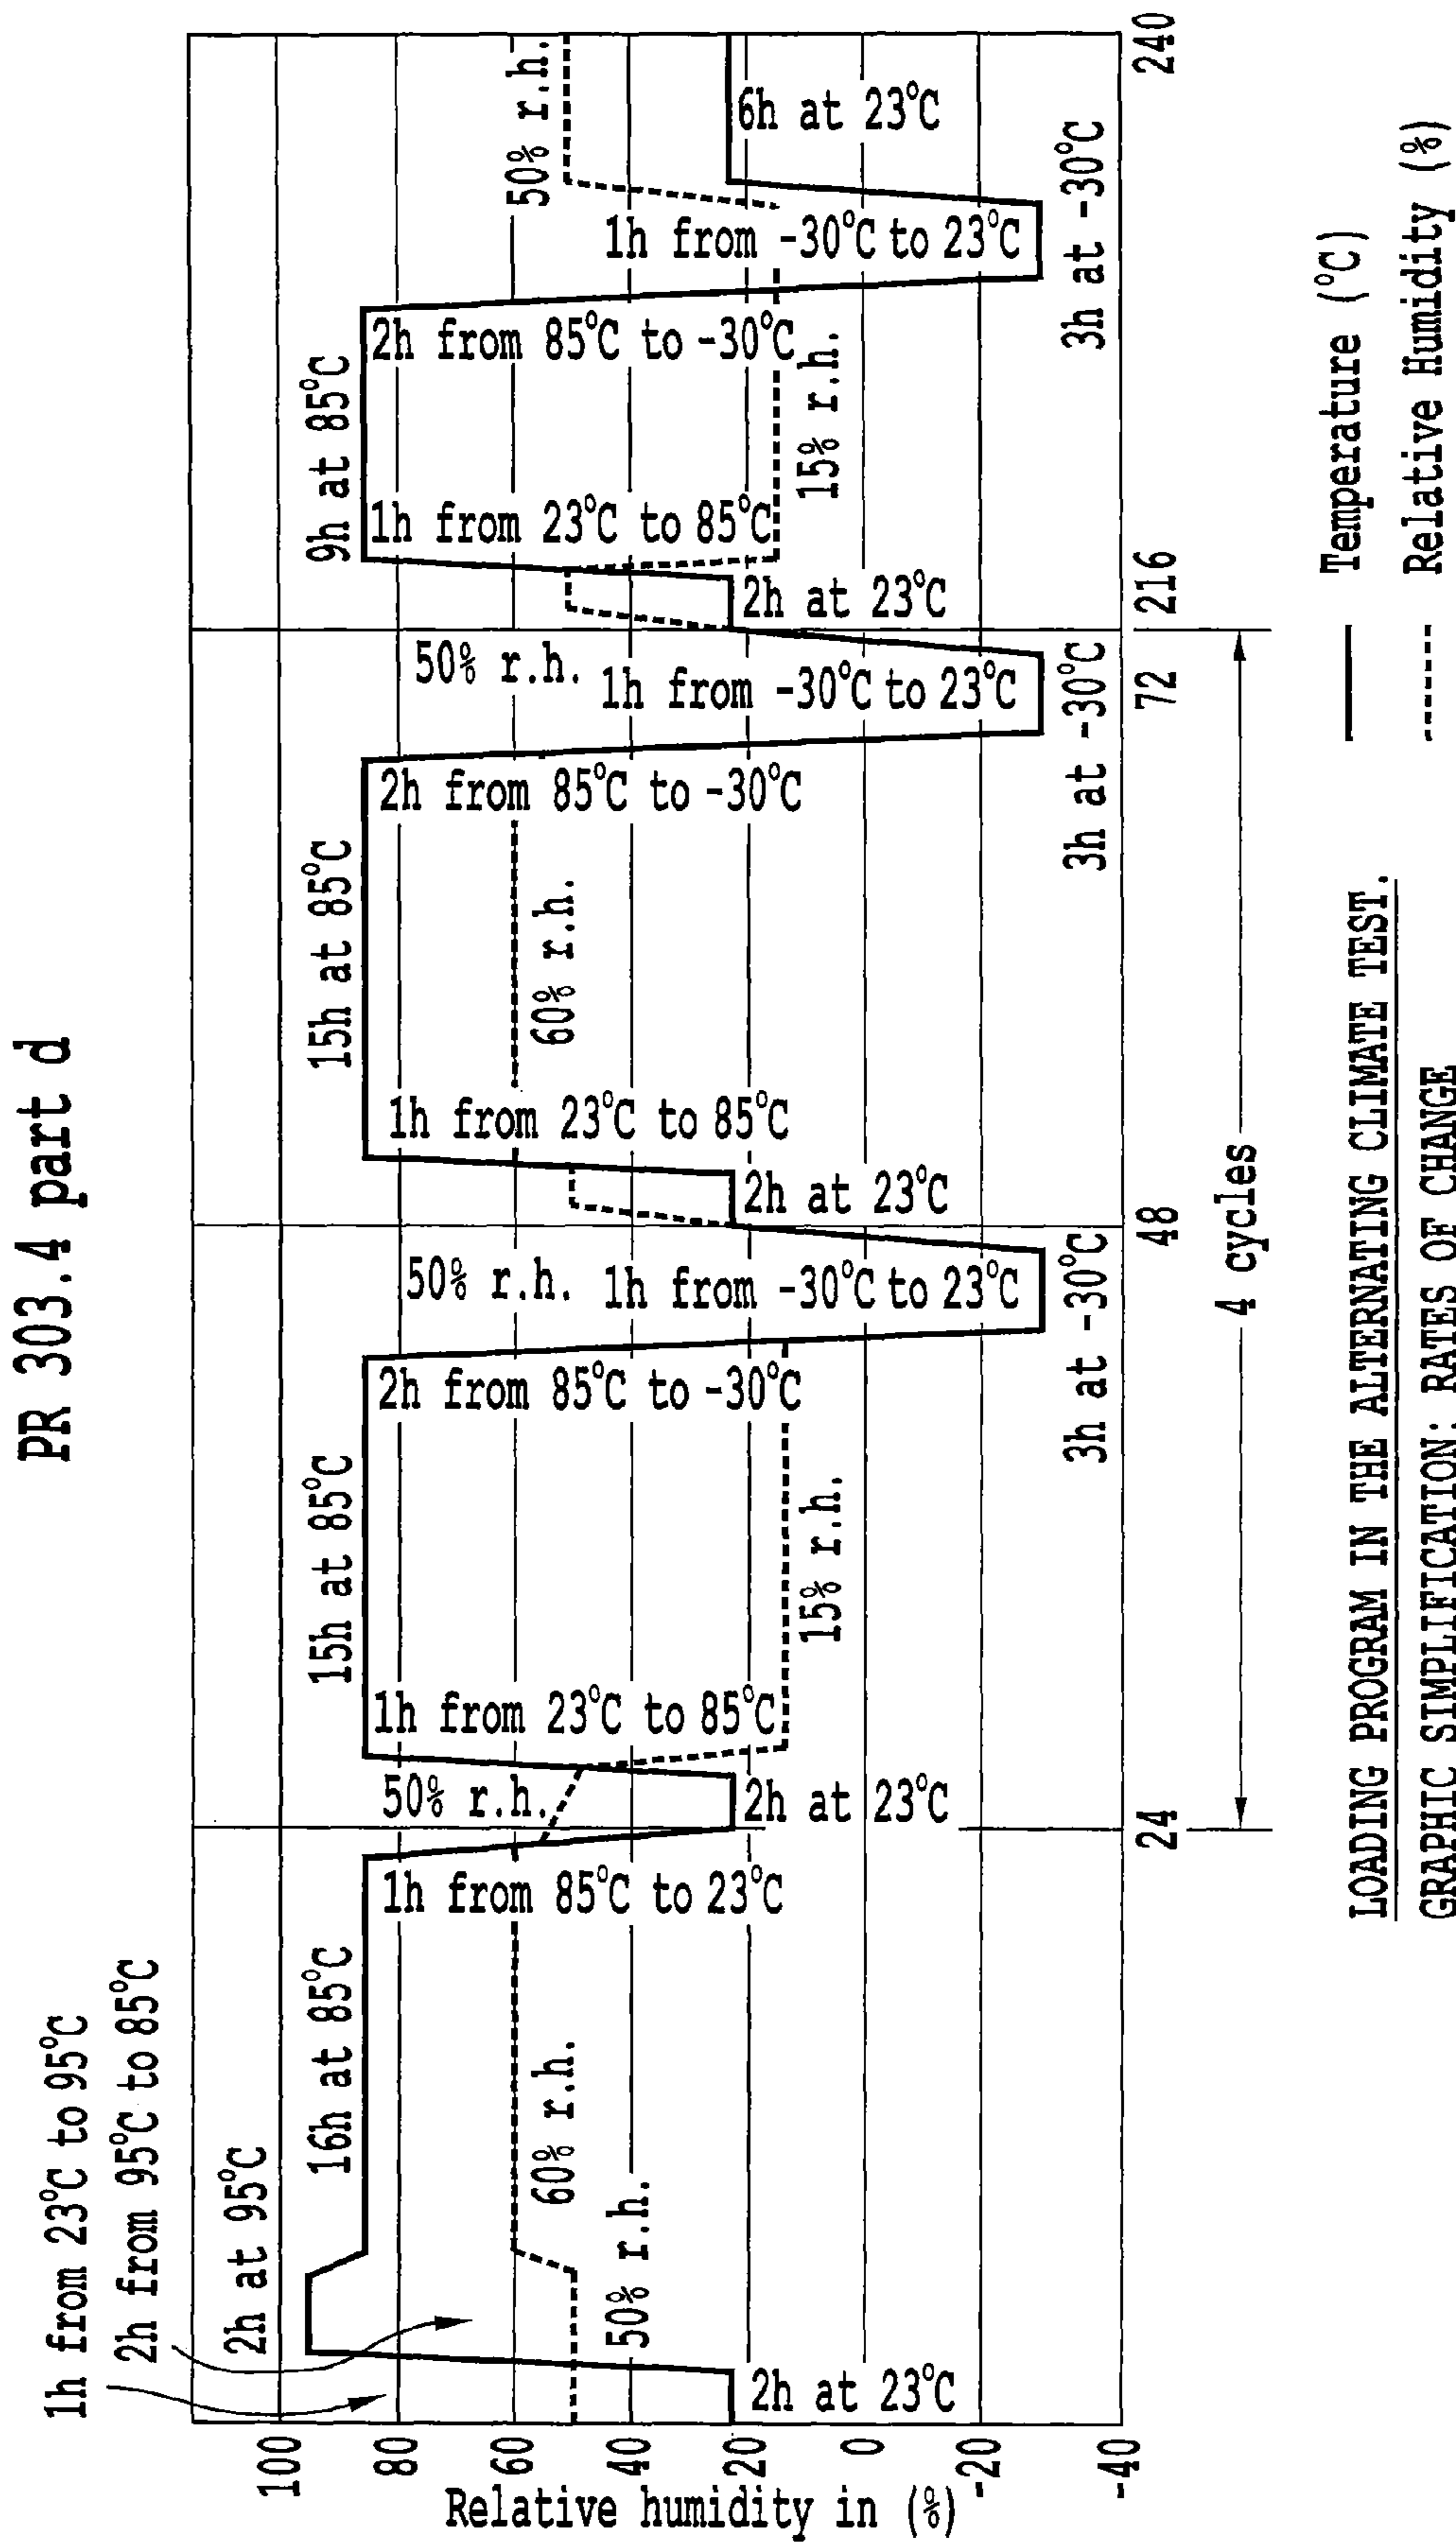 PR 303.4 part d
1h from 23°C to 95°C
2h from 95°C to 85°C
2h at 95°C
16h at 85°C
15h at 85°C
15h at 85°C
9h at 85°C
100
80
60
40
20
0
-20
-40
Relative humidity in (%)
2h at 23°C
50% r.h.
60% r.h.
1h from 85°C to 23°C
50% r.h.
2h at 23°C
1h from 23°C to 85°C
15% r.h.
2h from 85°C to -30°C
3h at -30°C
50% r.h.
1h from -30°C to 23°C
2h at 23°C
1h from 23°C to 85°C
60% r.h.
2h from 85°C to -30°C
3h at -30°C
50% r.h.
1h from -30°C to 23°C
2h at 23°C
1h from 23°C to 85°C
15% r.h.
2h from 85°C to -30°C
3h at -30°C
1h from -30°C to 23°C
50% r.h.
6h at 23°C
24
48
72
216
240
4 cycles
LOADING PROGRAM IN THE ALTERNATING CLIMATE TEST.
GRAPHIC SIMPLIFICATION: RATES OF CHANGE
Temperature (°C)
Relative Humidity (%)